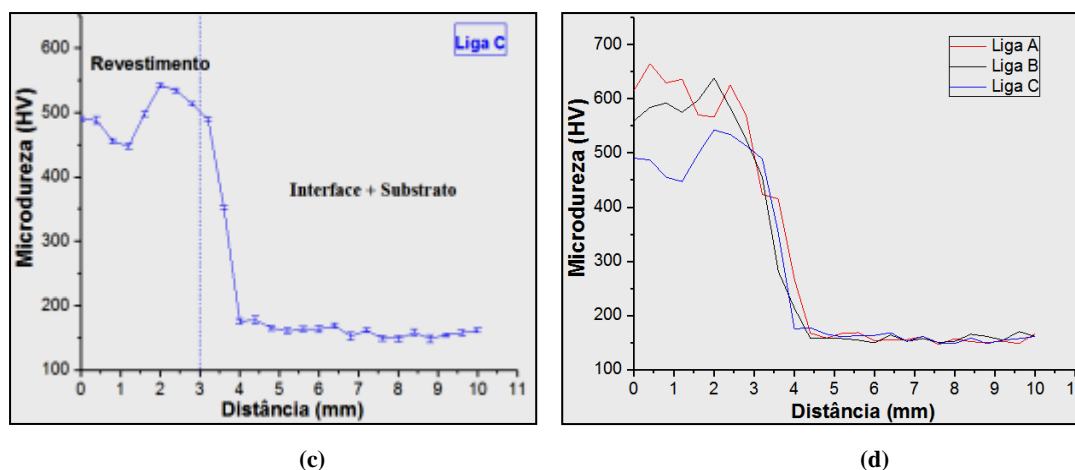 Liga C
Revestimento
Interface + Substrato
Microdureza (HV)
600
500
400
300
200
100
0 1 2 3 4 5 6 7 8 9 10 11
Distância (mm)
(c)
Liga A
Liga B
Liga C
Microdureza (HV)
700
600
500
400
300
200
100
0 1 2 3 4 5 6 7 8 9 10 11
Distância (mm)
(d)